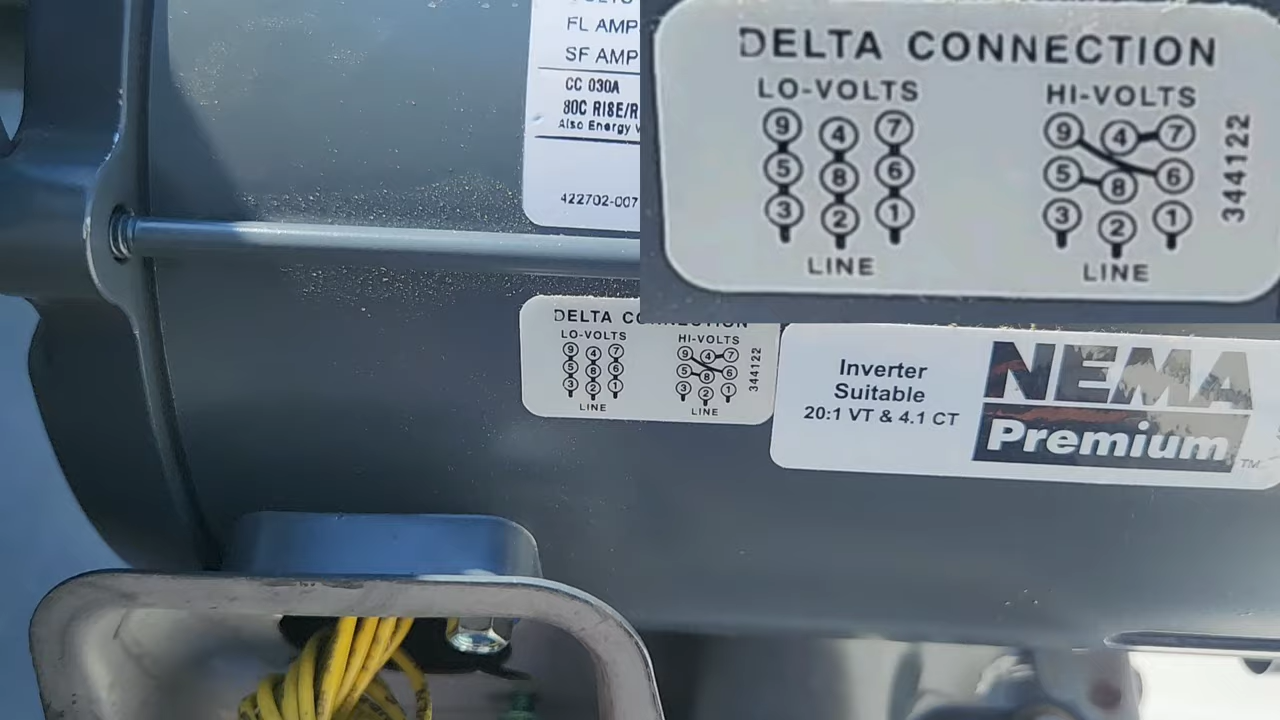 FL AMP
SF AMP
CC 030A
80C RISE/R
Also Energy
422702-007
DELTA CONNECTION
LO-VOLTS HI-VOLTS
9 4 7 9 4 7
5 8 6 5 8 6
3 2 1 3 2 1
LINE LINE
344122
DELTA CONNECTION
LO-VOLTS HI-VOLTS
9 4 7 9 4 7
5 8 6 5 8 6
3 2 1 3 2 1
LINE LINE
344122
Inverter
Suitable
20:1 VT & 4.1 CT
NEMA
Premium
TM